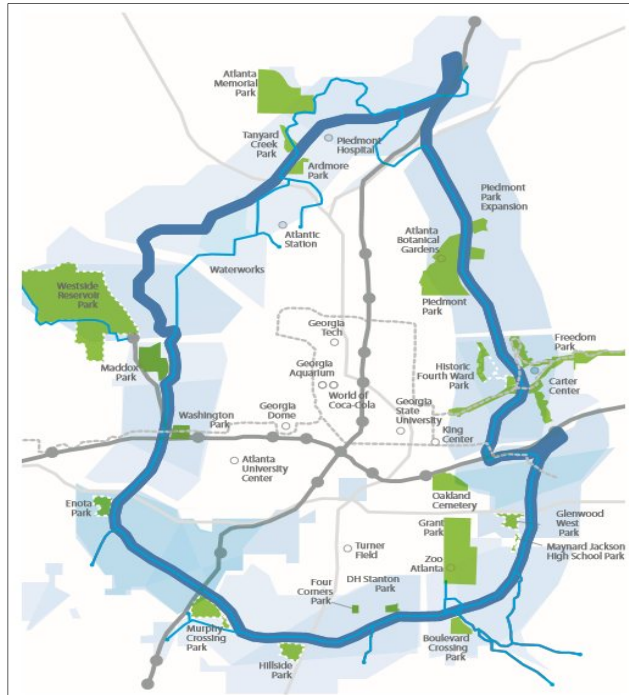 Atlanta
Memorial
Park
Tanyard
Creek
Park
Piedmont
Hospital
Ardmore
Park
Piedmont
Park
Expansion
Atlantic
Station
Atlanta
Botanical
Gardens
Waterworks
Westside
Reservoir
Park
Piedmont
Park
Georgia
Tech
Freedom
Park
Maddox
Park
Georgia
Aquarium
Historic
Fourth Ward
Park
Carter
Center
World of
Coca-Cola
Washington
Park
Georgia
Dome
Georgia
State
University
King
Center
Atlanta
University
Center
Enota
Park
Oakland
Cemetery
Glenwood
West
Park
Grant
Park
Maynard Jackson
High School Park
Turner
Field
Zoo
Atlanta
Four
Corners
Park
DH Stanton
Park
Murphy
Crossing
Park
Boulevard
Crossing
Park
Hillside
Park